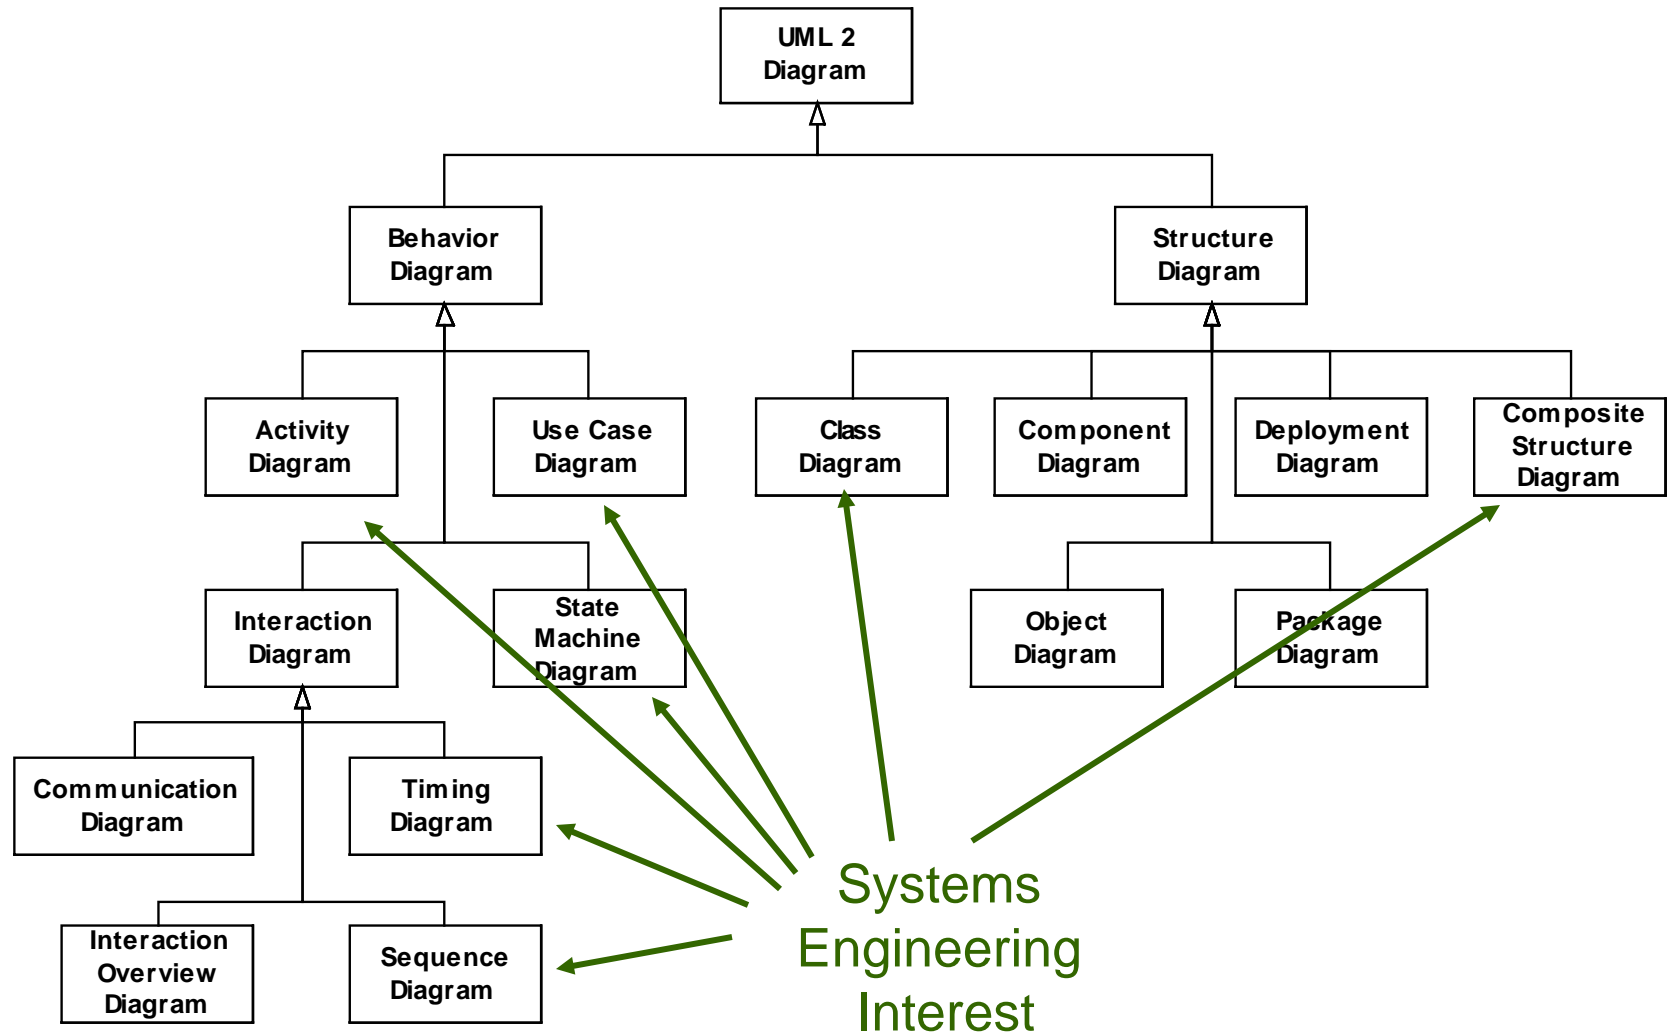 UML 2
Diagram
Behavior
Diagram
Structure
Diagram
Activity
Diagram
Use Case
Diagram
Class
Diagram
Component
Diagram
Deployment
Diagram
Composite
Structure
Diagram
Interaction
Diagram
State
Machine
Diagram
Object
Diagram
Package
Diagram
Communication
Diagram
Timing
Diagram
Interaction
Overview
Diagram
Sequence
Diagram
Systems
Engineering
Interest